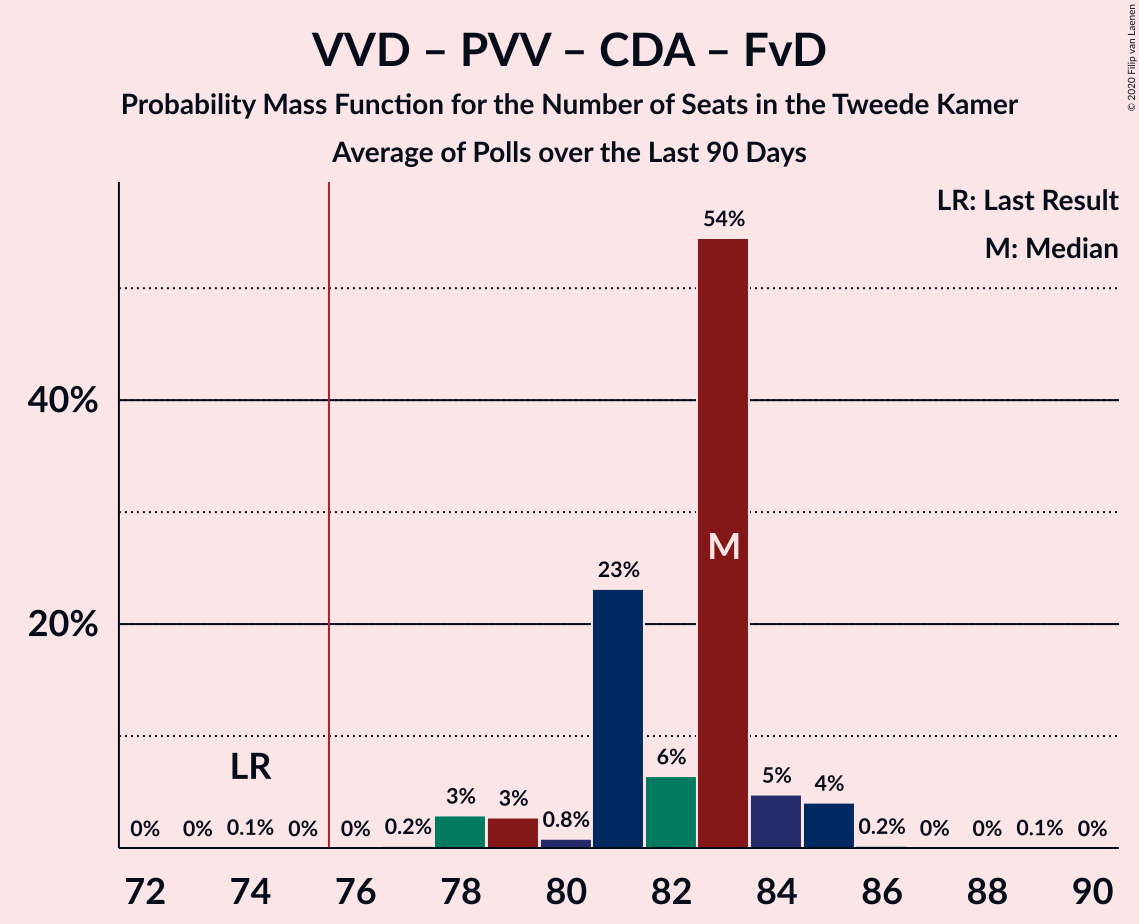 VVD – PVV – CDA – FvD
Probability Mass Function for the Number of Seats in the Tweede Kamer
Average of Polls over the Last 90 Days
© 2020 Filip van Laenen
LR: Last Result
M: Median
54%
40%
M
23%
20%
LR
6%
5%
4%
3%
3%
0.8%
0% 0% 0.1% 0% 0% 0.2% 0.2% 0% 0% 0.1% 0%
72 74 76 78 80 82 84 86 88 90